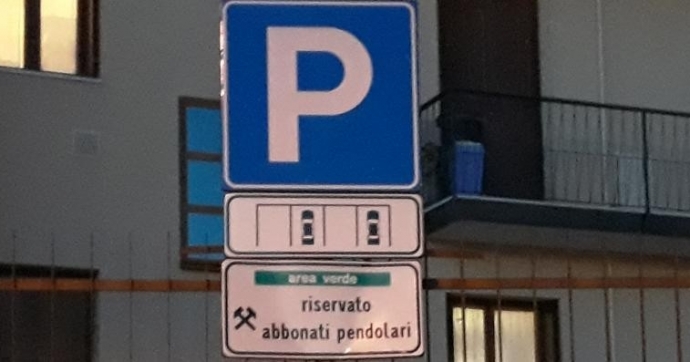 P
area verde
riservato
abbonati pendolari